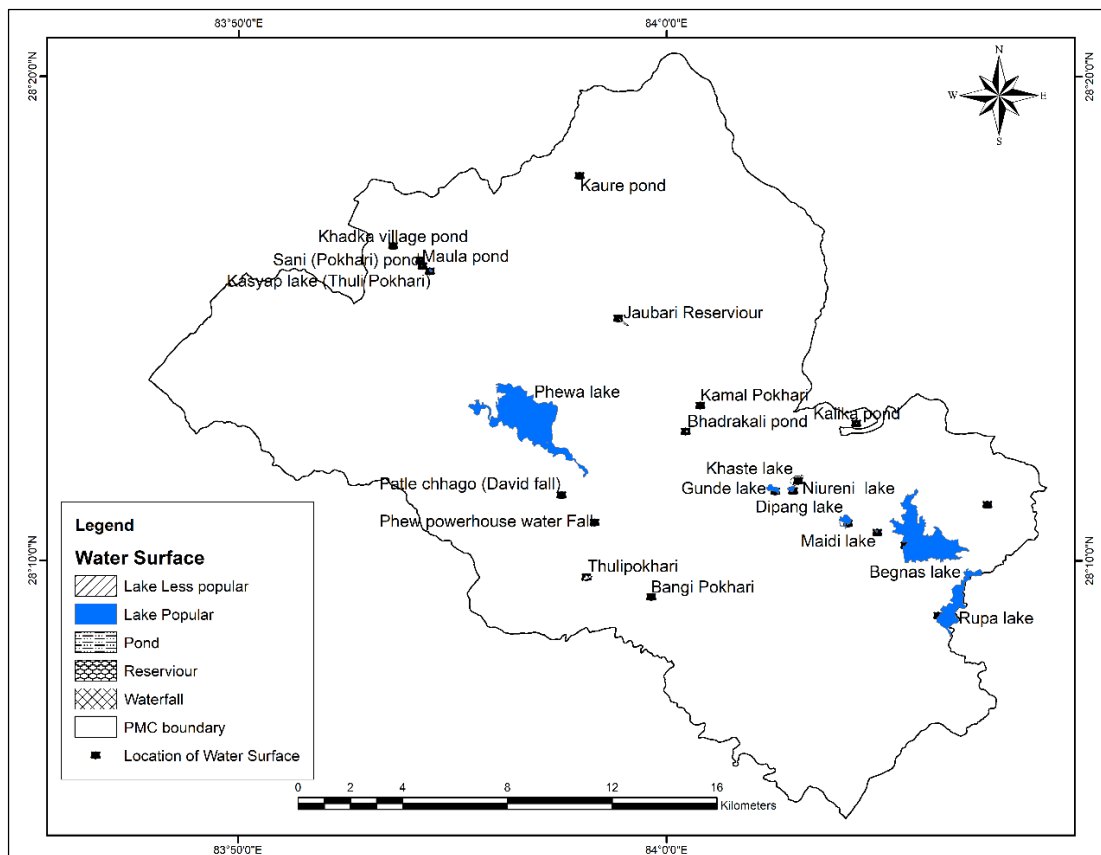 83°50'0"E
84°0'0"E
28°20'0"N
28°20'0"N
N
W
E
S
Kaure pond
Khadka village pond
Sani (Pokhari) pond
Maula pond
Kasyap lake (Thuli Pokhari)
Jaubari Reserviour
Phewa lake
Kamal Pokhari
Kalika pond
Bhadrakali pond
Khaste lake
Patle chhago (David fall)
Gunde lake
Niureni lake
Dipang lake
Phew powerhouse water Fall
Maidi lake
28°10'0"N
28°10'0"N
Thulipokhari
Begnas lake
Bangi Pokhari
Rupa lake
Legend
Water Surface
Lake Less popular
Lake Popular
Pond
Reserviour
Waterfall
PMC boundary
Location of Water Surface
0 2 4 8 12 16
Kilometers
83°50'0"E
84°0'0"E